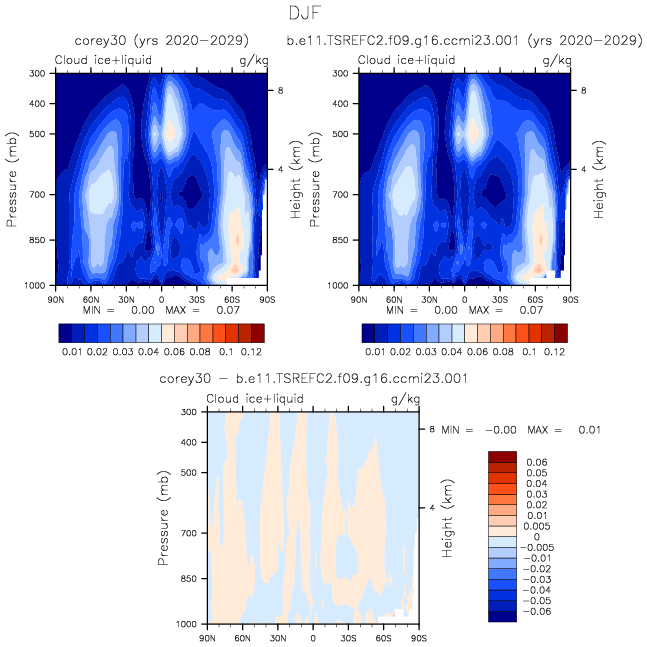 DJF
corey30 (yrs 2020-2029)
b.e11.TSREFC2.f09.g16.ccmi23.001 (yrs 2020-2029)
Cloud ice+liquid g/kg
Cloud ice+liquid g/kg
300
400
500
700
850
1000
Pressure (mb)
8
4
Height (km)
90N 60N 30N 0 30S 60S 90S
MIN = 0.00 MAX = 0.07
0.01 0.02 0.03 0.04 0.06 0.08 0.1 0.12
300
400
500
700
850
1000
Pressure (mb)
8
4
Height (km)
90N 60N 30N 0 30S 60S 90S
MIN = 0.00 MAX = 0.07
0.01 0.02 0.03 0.04 0.06 0.08 0.1 0.12
corey30 - b.e11.TSREFC2.f09.g16.ccmi23.001
Cloud ice+liquid g/kg
300
400
500
700
850
1000
Pressure (mb)
8
4
Height (km)
90N 60N 30N 0 30S 60S 90S
MIN = -0.00 MAX = 0.01
0.06
0.05
0.04
0.03
0.02
0.01
0.005
0
-0.005
-0.01
-0.02
-0.03
-0.04
-0.05
-0.06